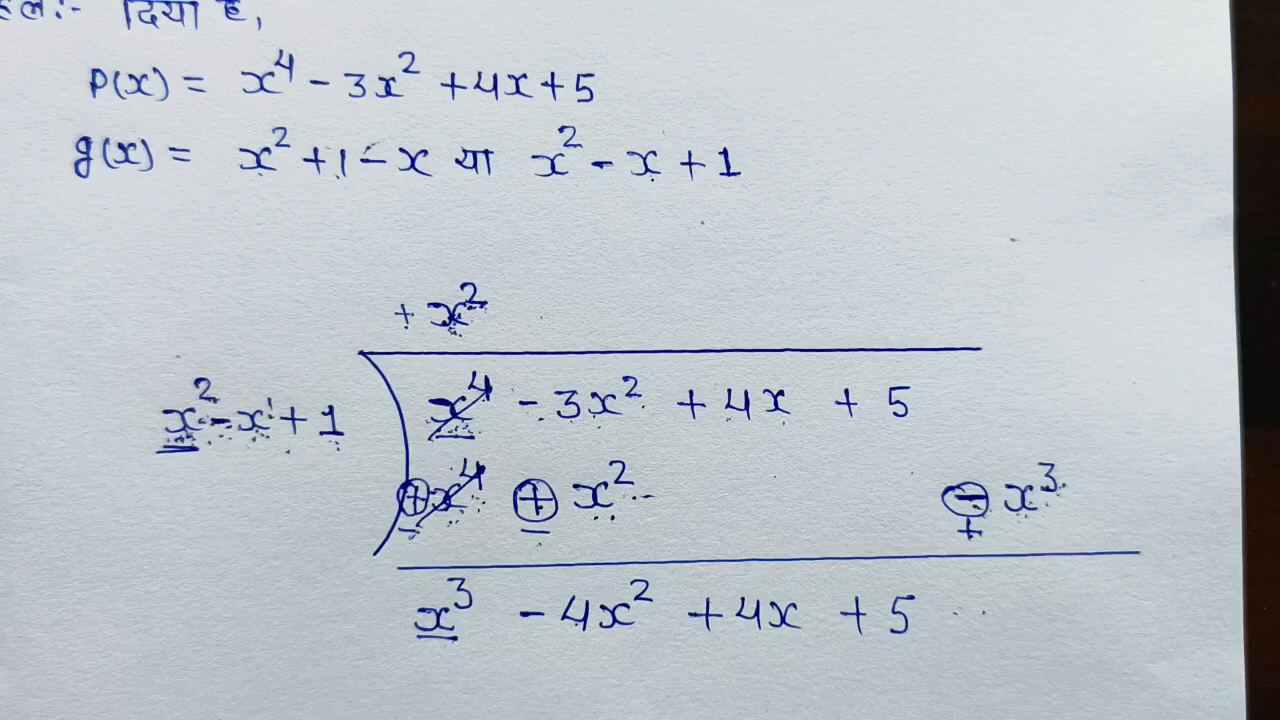 हल:- दिया है,
p(x) = x⁴ - 3x² + 4x + 5
g(x) = x² + 1 - x या x² - x + 1
+ x²
x² - x + 1 x⁴ - 3x² + 4x + 5
⊕ x⁴ ⊕ x² ⊖ x³
- - +
x³ - 4x² + 4x + 5